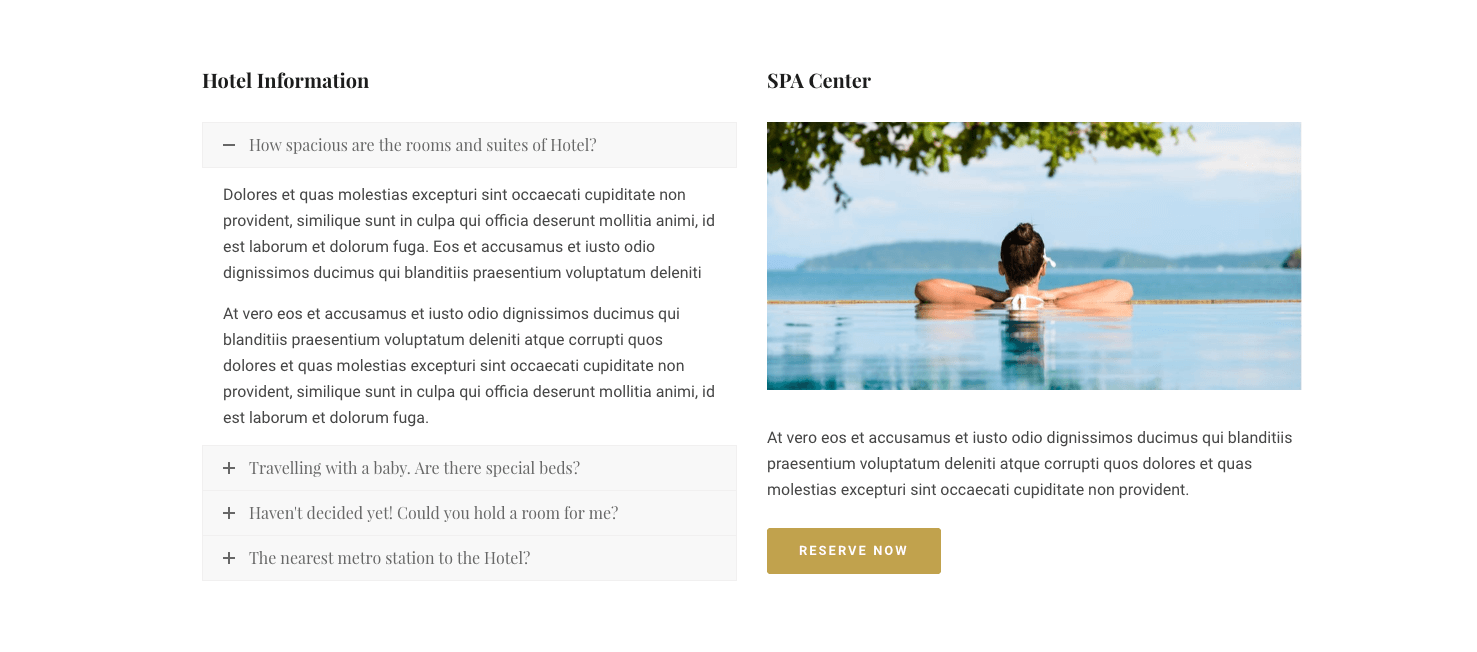 Hotel Information
How spacious are the rooms and suites of Hotel?
Dolores et quas molestias excepturi sint occaecati cupiditate non
provident, similique sunt in culpa qui officia deserunt mollitia animi, id
est laborum et dolorum fuga. Eos et accusamus et iusto odio
dignissimos ducimus qui blanditiis praesentium voluptatum deleniti
At vero eos et accusamus et iusto odio dignissimos ducimus qui
blanditiis praesentium voluptatum deleniti atque corrupti quos
dolores et quas molestias excepturi sint occaecati cupiditate non
provident, similique sunt in culpa qui officia deserunt mollitia animi, id
est laborum et dolorum fuga.
Travelling with a baby. Are there special beds?
Haven't decided yet! Could you hold a room for me?
The nearest metro station to the Hotel?
SPA Center
At vero eos et accusamus et iusto odio dignissimos ducimus qui blanditiis
praesentium voluptatum deleniti atque corrupti quos dolores et quas
molestias excepturi sint occaecati cupiditate non provident.
RESERVE NOW